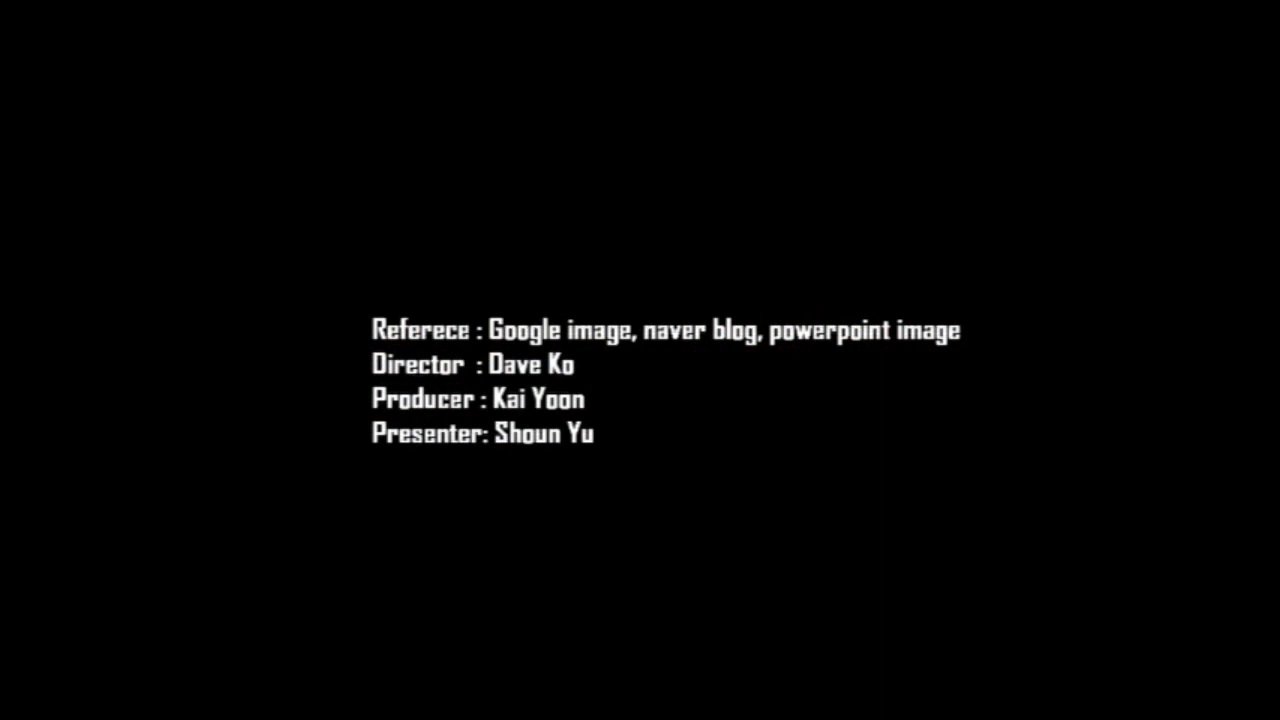 Referece : Google image, naver blog, powerpoint image
Director : Dave Ko
Producer : Kai Yoon
Presenter: Shoun Yu